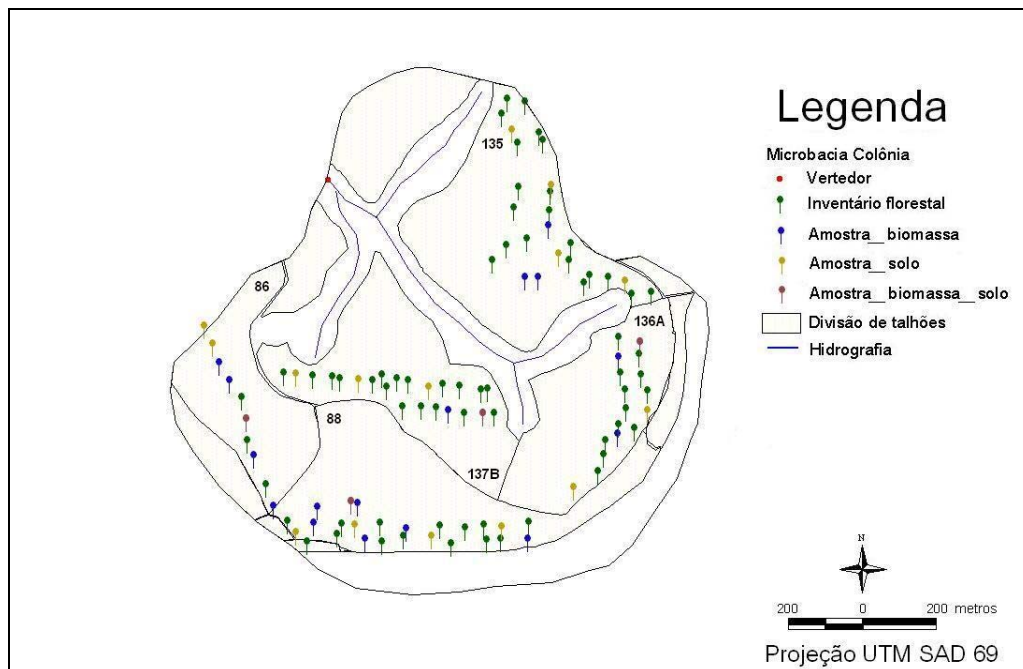 Legenda
Microbacia Colônia
Vertedor
Inventário florestal
Amostra__biomassa
Amostra__solo
Amostra__biomassa__solo
Divisão de talhões
Hidrografia
135
86
136A
88
137B
N
200 0 200 metros
Projeção UTM SAD 69